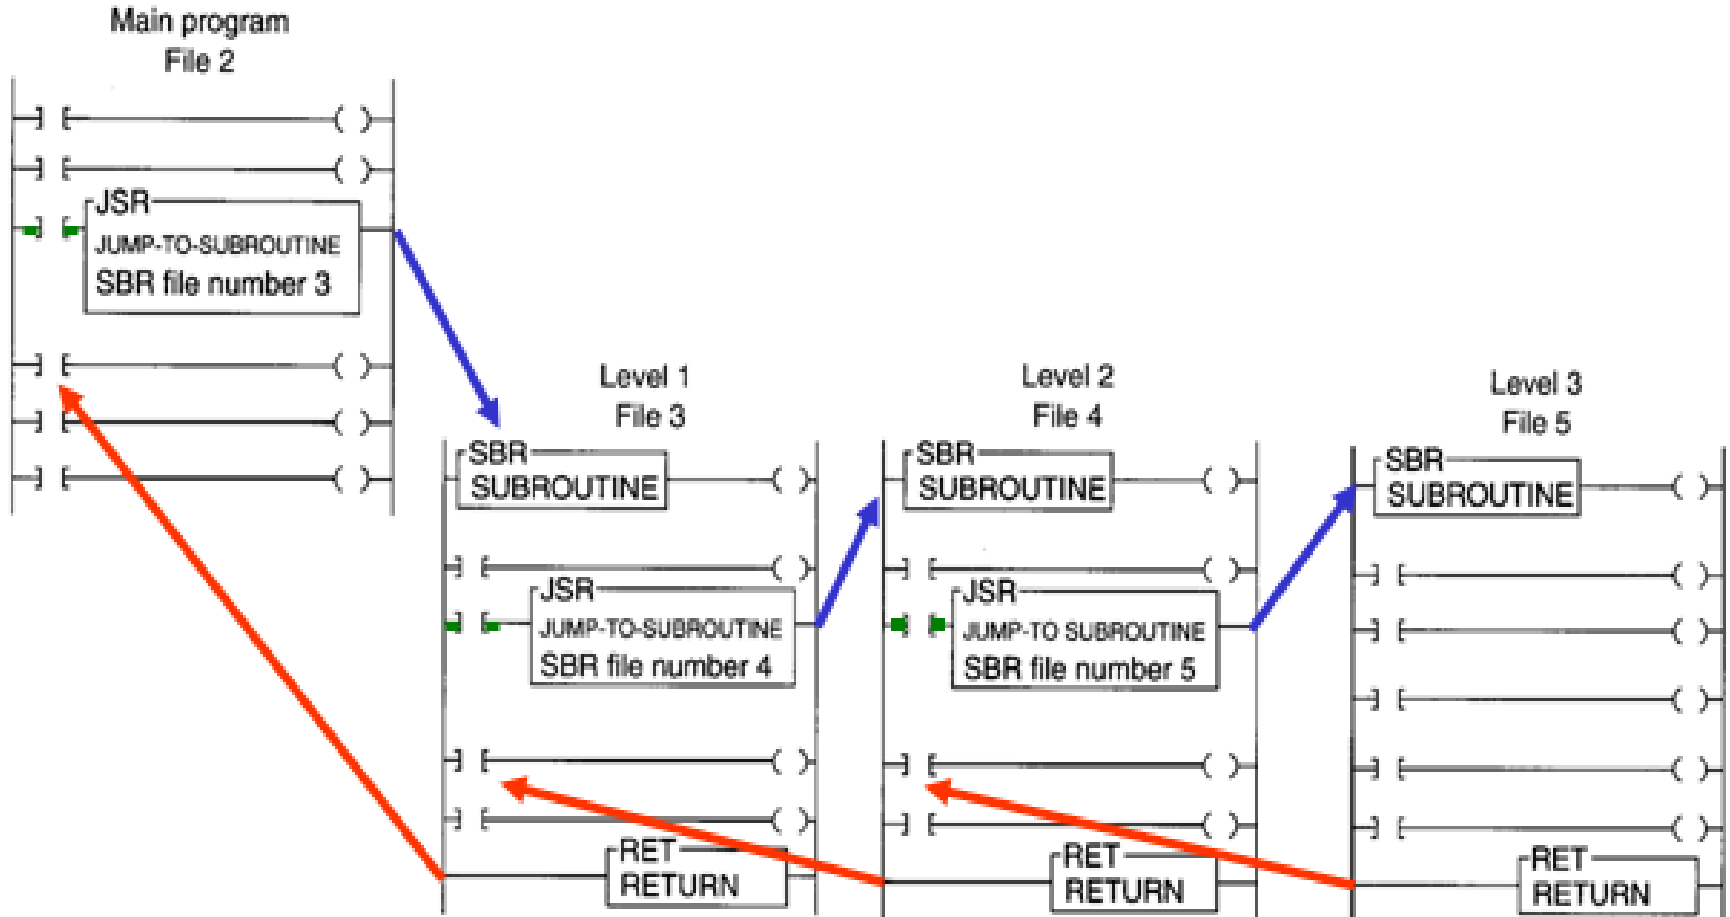 Main program
File 2
JSR
JUMP-TO-SUBROUTINE
SBR file number 3
Level 1
File 3
SBR
SUBROUTINE
JSR
JUMP-TO-SUBROUTINE
SBR file number 4
RET
RETURN
Level 2
File 4
SBR
SUBROUTINE
JSR
JUMP-TO SUBROUTINE
SBR file number 5
RET
RETURN
Level 3
File 5
SBR
SUBROUTINE
RET
RETURN